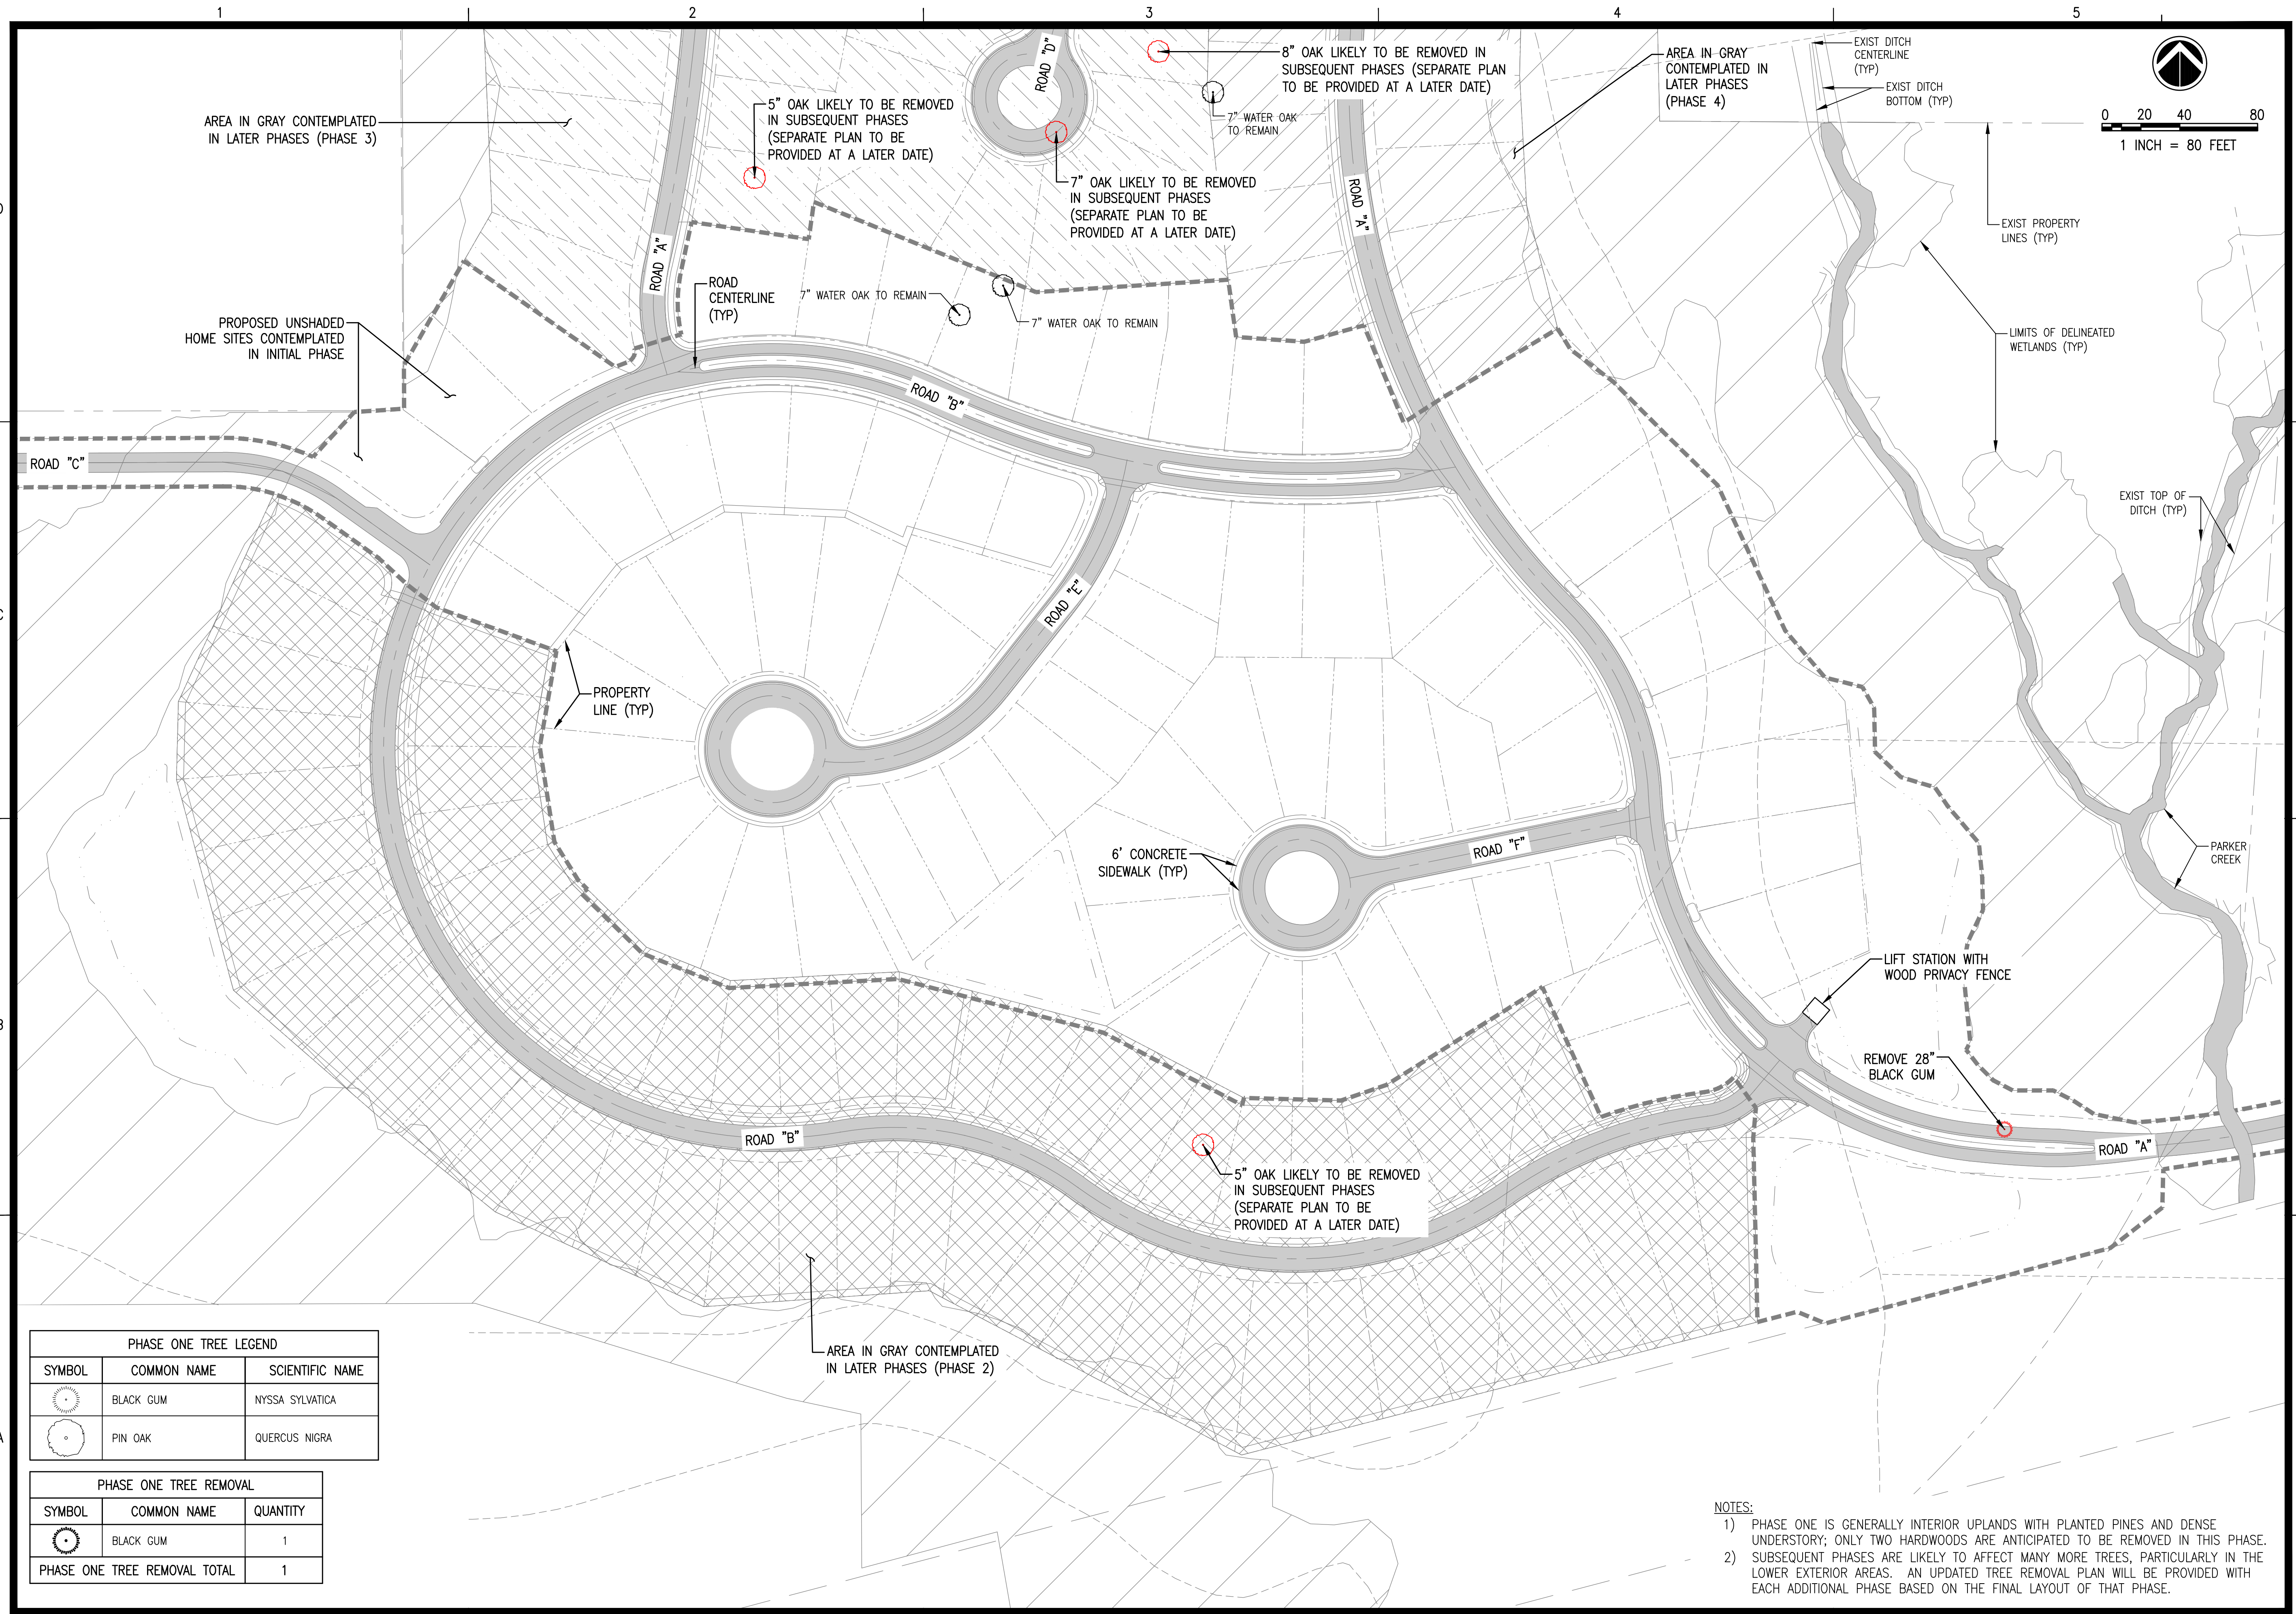 1 2 3 4 5
AREA IN GRAY CONTEMPLATED
IN LATER PHASES (PHASE 3)
5" OAK LIKELY TO BE REMOVED
IN SUBSEQUENT PHASES
(SEPARATE PLAN TO BE
PROVIDED AT A LATER DATE)
ROAD "D"
8" OAK LIKELY TO BE REMOVED IN
SUBSEQUENT PHASES (SEPARATE PLAN
TO BE PROVIDED AT A LATER DATE)
7" WATER OAK
TO REMAIN
7" OAK LIKELY TO BE REMOVED
IN SUBSEQUENT PHASES
(SEPARATE PLAN TO BE
PROVIDED AT A LATER DATE)
AREA IN GRAY
CONTEMPLATED IN
LATER PHASES
(PHASE 4)
EXIST DITCH
CENTERLINE
(TYP)
EXIST DITCH
BOTTOM (TYP)
0 20 40 80
1 INCH = 80 FEET
D
ROAD "A"
ROAD "A"
EXIST PROPERTY
LINES (TYP)
ROAD
CENTERLINE
(TYP)
7" WATER OAK TO REMAIN
7" WATER OAK TO REMAIN
PROPOSED UNSHADED
HOME SITES CONTEMPLATED
IN INITIAL PHASE
LIMITS OF DELINEATED
WETLANDS (TYP)
ROAD "B"
ROAD "C"
EXIST TOP OF
DITCH (TYP)
ROAD "E"
C
PROPERTY
LINE (TYP)
6' CONCRETE
SIDEWALK (TYP)
ROAD "F"
PARKER
CREEK
LIFT STATION WITH
WOOD PRIVACY FENCE
B
REMOVE 28"
BLACK GUM
ROAD "B"
ROAD "A"
5" OAK LIKELY TO BE REMOVED
IN SUBSEQUENT PHASES
(SEPARATE PLAN TO BE
PROVIDED AT A LATER DATE)
AREA IN GRAY CONTEMPLATED
IN LATER PHASES (PHASE 2)
PHASE ONE TREE LEGEND
SYMBOL COMMON NAME SCIENTIFIC NAME
BLACK GUM NYSSA SYLVATICA
PIN OAK QUERCUS NIGRA
A
PHASE ONE TREE REMOVAL
SYMBOL COMMON NAME QUANTITY
BLACK GUM 1
PHASE ONE TREE REMOVAL TOTAL 1
NOTES:
1) PHASE ONE IS GENERALLY INTERIOR UPLANDS WITH PLANTED PINES AND DENSE
UNDERSTORY; ONLY TWO HARDWOODS ARE ANTICIPATED TO BE REMOVED IN THIS PHASE.
2) SUBSEQUENT PHASES ARE LIKELY TO AFFECT MANY MORE TREES, PARTICULARLY IN THE
LOWER EXTERIOR AREAS. AN UPDATED TREE REMOVAL PLAN WILL BE PROVIDED WITH
EACH ADDITIONAL PHASE BASED ON THE FINAL LAYOUT OF THAT PHASE.